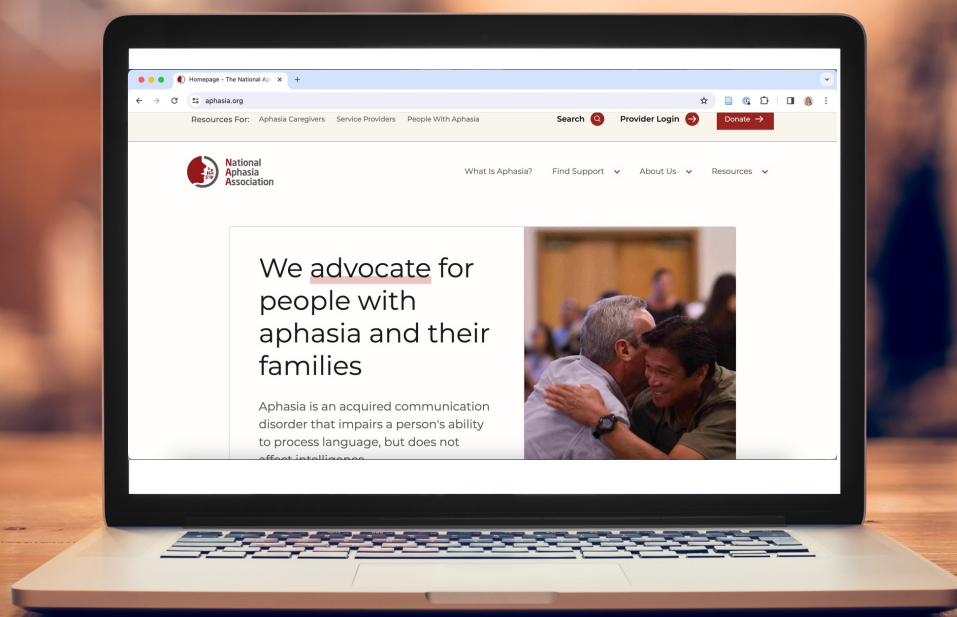 Homepage - The National Ap
aphasia.org
Resources For: Aphasia Caregivers Service Providers People With Aphasia Search Provider Login Donate
National
Aphasia
Association
What Is Aphasia? Find Support About Us Resources
We advocate for
people with
aphasia and their
families
Aphasia is an acquired communication
disorder that impairs a person's ability
to process language, but does not
affect intelligence.